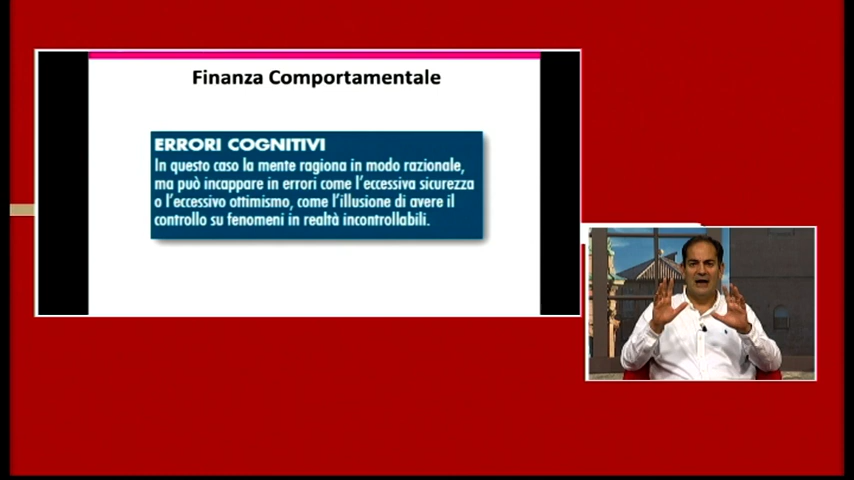 Finanza Comportamentale
ERRORI COGNITIVI
In questo caso la mente ragiona in modo razionale,
ma può incappare in errori come l'eccessiva sicurezza
o l'eccessivo ottimismo, come l'illusione di avere il
controllo su fenomeni in realtà incontrollabili.